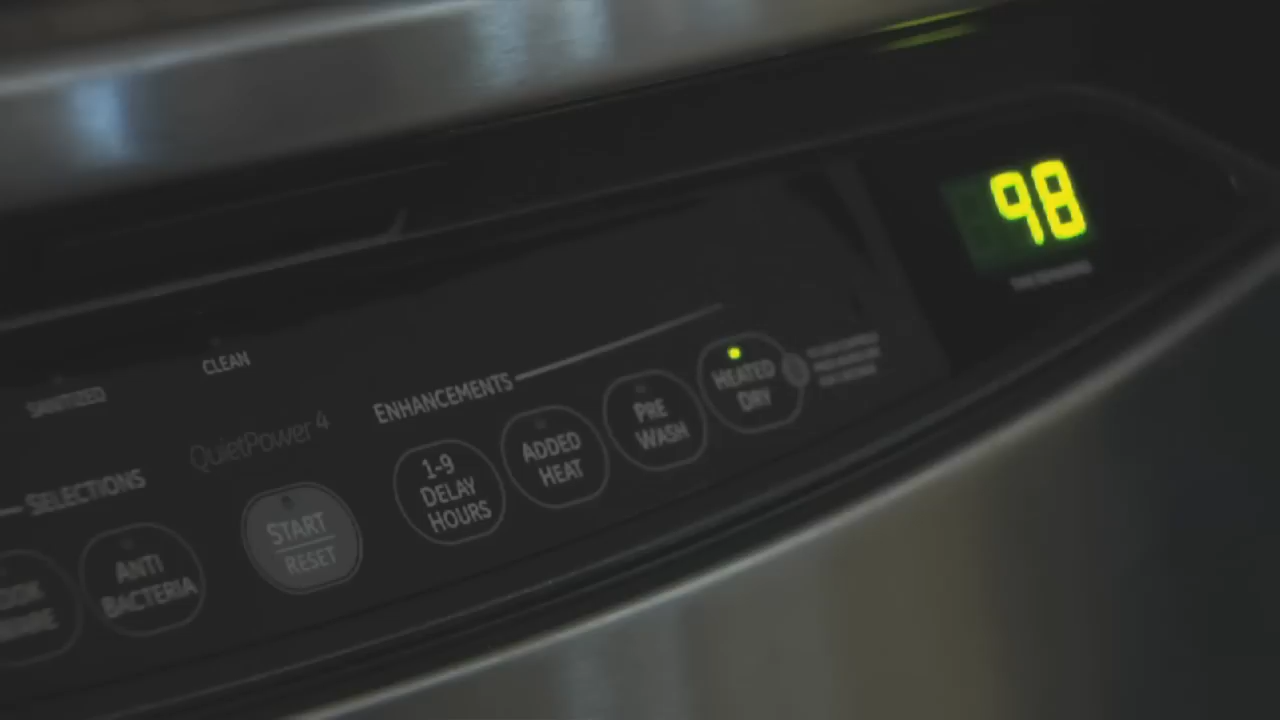 98
CLEAN
SANITIZED
QuietPower 4
ENHANCEMENTS
SELECTIONS
HEATED
DRY
PRE
WASH
ADDED
HEAT
1-9
DELAY
HOURS
START
RESET
ANTI
BACTERIA